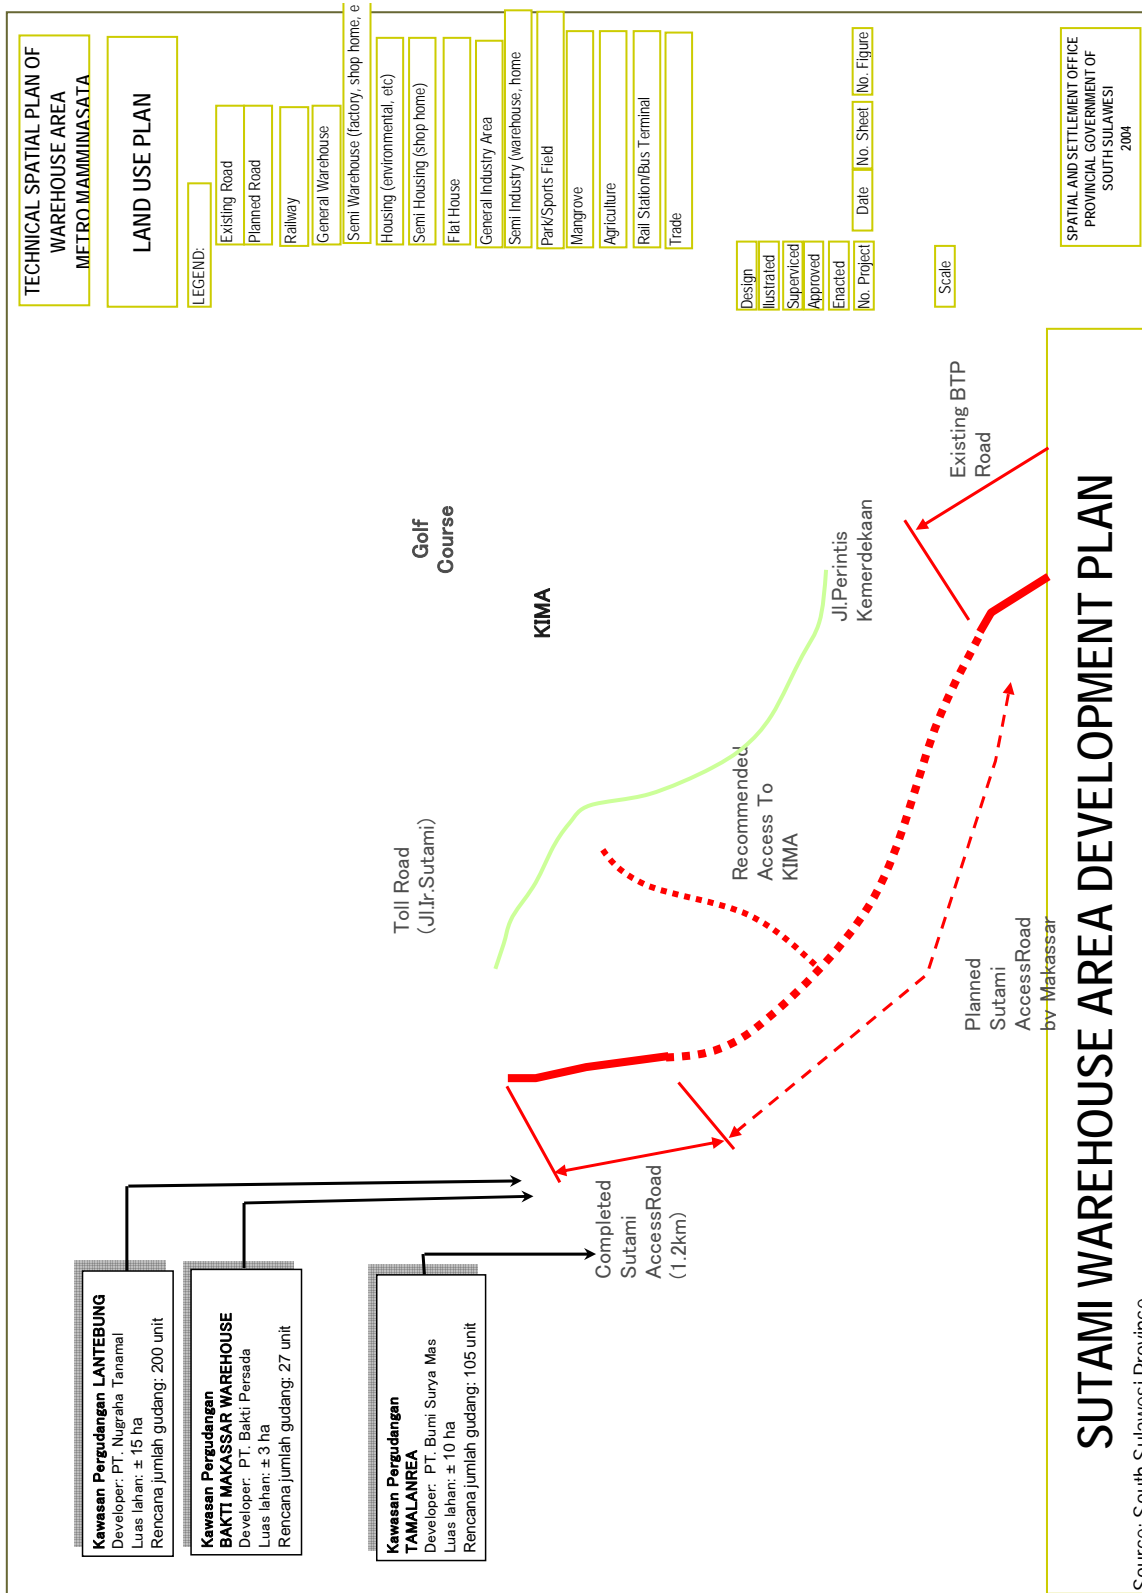 TECHNICAL SPATIAL PLAN OF
WAREHOUSE AREA
METRO MAMMINASATA
LAND USE PLAN
LEGEND:
Existing Road
Planned Road
Railway
General Warehouse
Semi Warehouse (factory, shop home, e
Housing (environmental, etc)
Semi Housing (shop home)
Flat House
General Industry Area
Semi Industry (warehouse, home
Park/Sports Field
Mangrove
Agriculture
Rail Station/Bus Terminal
Trade
Design
Ilustrated
Superviced
Approved
Enacted
No. Project
Date
No. Sheet
No. Figure
Scale
SPATIAL AND SETTLEMENT OFFICE
PROVINCIAL GOVERNMENT OF
SOUTH SULAWESI
2004
Golf
Course
KIMA
Toll Road
(Jl.Ir.Sutami)
Jl.Perintis
Kemerdekaan
Existing BTP
Road
Recommended
Access To
KIMA
Planned
Sutami
AccessRoad
by Makassar
Completed
Sutami
AccessRoad
(1.2km)
Kawasan Pergudangan LANTEBUNG
Developer: PT. Nugraha Tanamal
Luas lahan: ± 15 ha
Rencana jumlah gudang: 200 unit
Kawasan Pergudangan
BAKTI MAKASSAR WAREHOUSE
Developer: PT. Bakti Persada
Luas lahan: ± 3 ha
Rencana jumlah gudang: 27 unit
Kawasan Pergudangan
TAMALANREA
Developer: PT. Bumi Surya Mas
Luas lahan: ± 10 ha
Rencana jumlah gudang: 105 unit
SUTAMI WAREHOUSE AREA DEVELOPMENT PLAN
Source: South Sulawesi Province